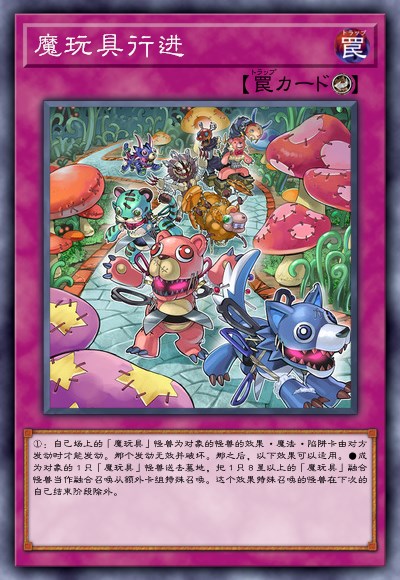 魔玩具行进
トラップ
罠
トラップ
【罠カード】
①：自己场上的「魔玩具」怪兽为对象的怪兽的效果・魔法・陷阱卡由对方
发动时才能发动。那个发动无效并破坏。那之后，以下效果可以适用。●成
为对象的1只「魔玩具」怪兽送去墓地，把1只8星以上的「魔玩具」融合
怪兽当作融合召唤从额外卡组特殊召唤。这个效果特殊召唤的怪兽在下次的
自己结束阶段除外。